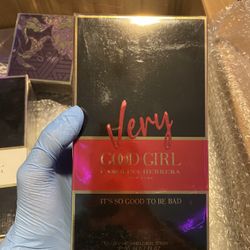 Very
GOOD GIRL
CAROLINA HERRERA
NEW YORK
IT'S SO GOOD TO BE BAD